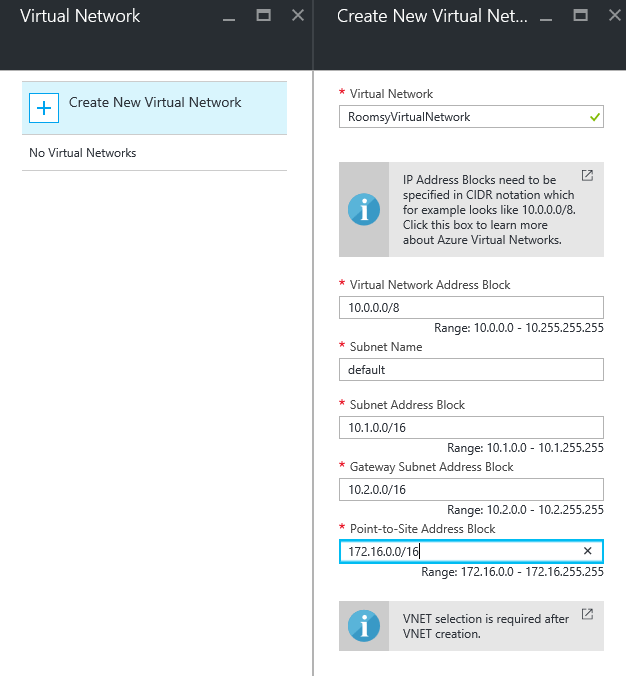 Virtual Network
Create New Virtual Network
No Virtual Networks
Create New Virtual Net...
* Virtual Network
RoomsyVirtualNetwork
IP Address Blocks need to be
specified in CIDR notation which
for example looks like 10.0.0.0/8.
Click this box to learn more
about Azure Virtual Networks.
* Virtual Network Address Block
10.0.0.0/8
Range: 10.0.0.0 - 10.255.255.255
* Subnet Name
default
* Subnet Address Block
10.1.0.0/16
Range: 10.1.0.0 - 10.1.255.255
* Gateway Subnet Address Block
10.2.0.0/16
Range: 10.2.0.0 - 10.2.255.255
* Point-to-Site Address Block
172.16.0.0/16
Range: 172.16.0.0 - 172.16.255.255
VNET selection is required after
VNET creation.